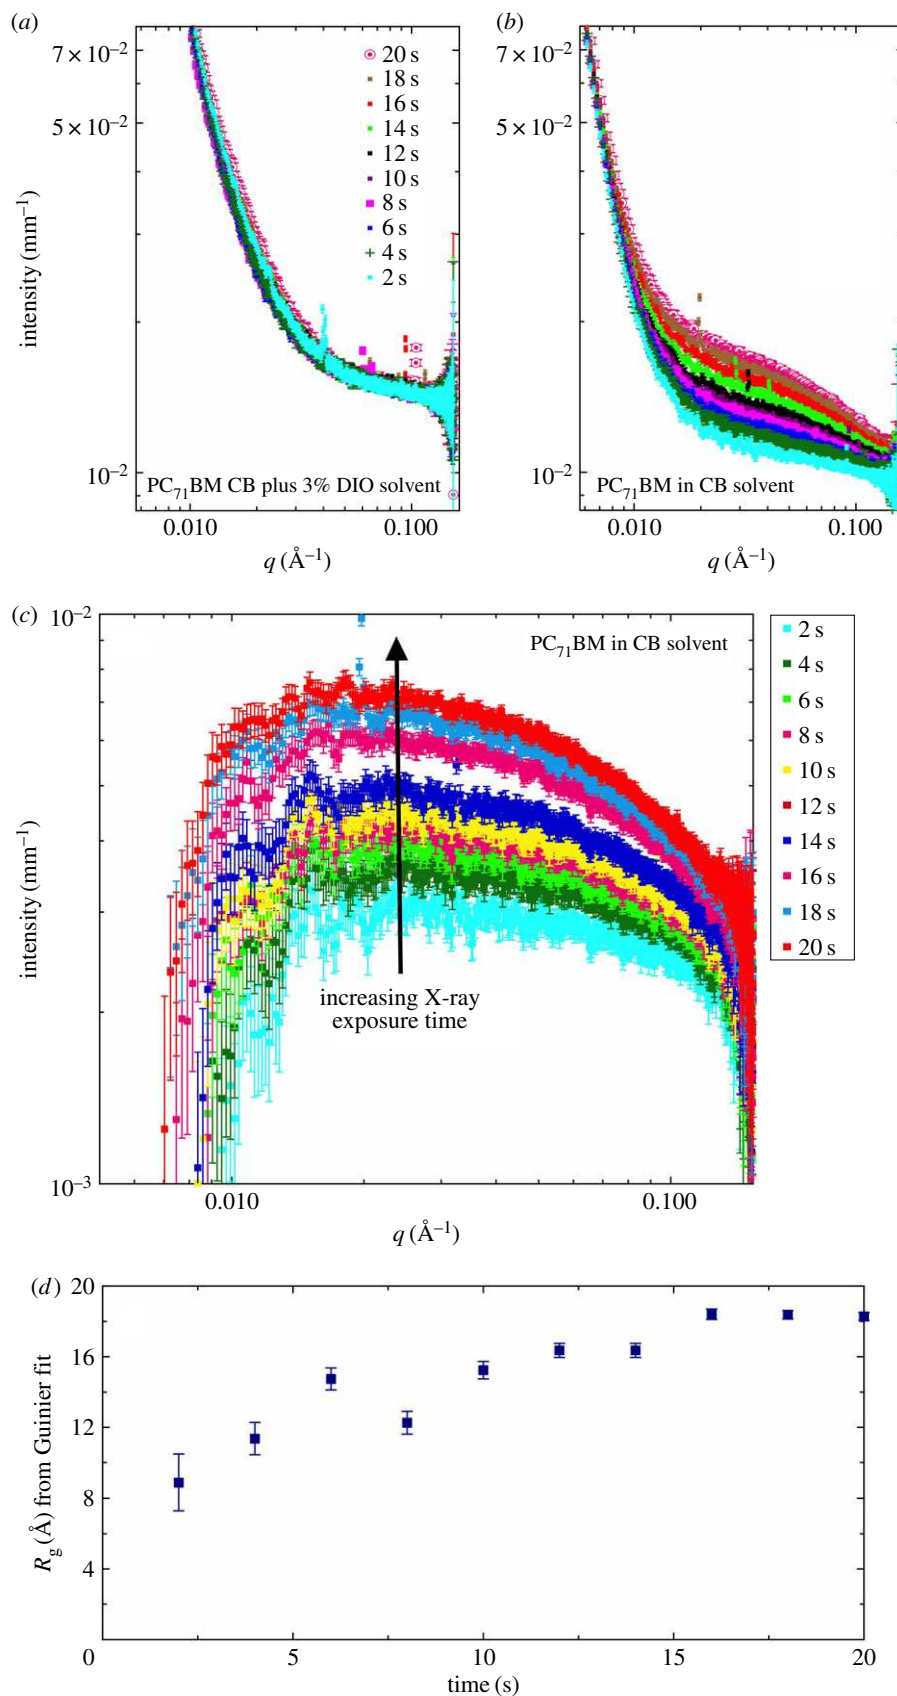 (a)
7 × 10⁻²
5 × 10⁻²
10⁻²
intensity (mm⁻¹)
20 s
18 s
16 s
14 s
12 s
10 s
8 s
6 s
4 s
2 s
PC₇₁BM CB plus 3% DIO solvent
0.010
0.100
q (Å⁻¹)
(b)
7 × 10⁻²
5 × 10⁻²
10⁻²
PC₇₁BM in CB solvent
0.010
0.100
q (Å⁻¹)
(c)
10⁻²
10⁻³
intensity (mm⁻¹)
PC₇₁BM in CB solvent
increasing X-ray
exposure time
2 s
4 s
6 s
8 s
10 s
12 s
14 s
16 s
18 s
20 s
0.010
0.100
q (Å⁻¹)
(d)
20
16
12
8
4
0
R_g (Å) from Guinier fit
5
10
15
20
time (s)